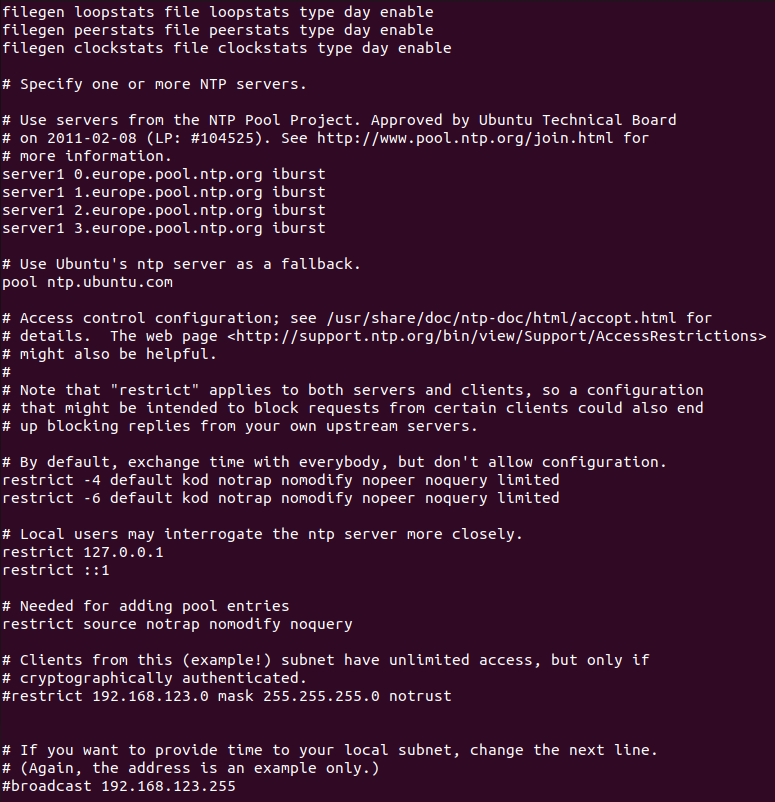 filegen loopstats file loopstats type day enable
filegen peerstats file peerstats type day enable
filegen clockstats file clockstats type day enable
# Specify one or more NTP servers.
# Use servers from the NTP Pool Project. Approved by Ubuntu Technical Board
# on 2011-02-08 (LP: #104525). See http://www.pool.ntp.org/join.html for
# more information.
server1 0.europe.pool.ntp.org iburst
server1 1.europe.pool.ntp.org iburst
server1 2.europe.pool.ntp.org iburst
server1 3.europe.pool.ntp.org iburst
# Use Ubuntu's ntp server as a fallback.
pool ntp.ubuntu.com
# Access control configuration; see /usr/share/doc/ntp-doc/html/accopt.html for
# details.  The web page <http://support.ntp.org/bin/view/Support/AccessRestrictions>
# might also be helpful.
#
# Note that "restrict" applies to both servers and clients, so a configuration
# that might be intended to block requests from certain clients could also end
# up blocking replies from your own upstream servers.
# By default, exchange time with everybody, but don't allow configuration.
restrict -4 default kod notrap nomodify nopeer noquery limited
restrict -6 default kod notrap nomodify nopeer noquery limited
# Local users may interrogate the ntp server more closely.
restrict 127.0.0.1
restrict ::1
# Needed for adding pool entries
restrict source notrap nomodify noquery
# Clients from this (example!) subnet have unlimited access, but only if
# cryptographically authenticated.
#restrict 192.168.123.0 mask 255.255.255.0 notrust
# If you want to provide time to your local subnet, change the next line.
# (Again, the address is an example only.)
#broadcast 192.168.123.255